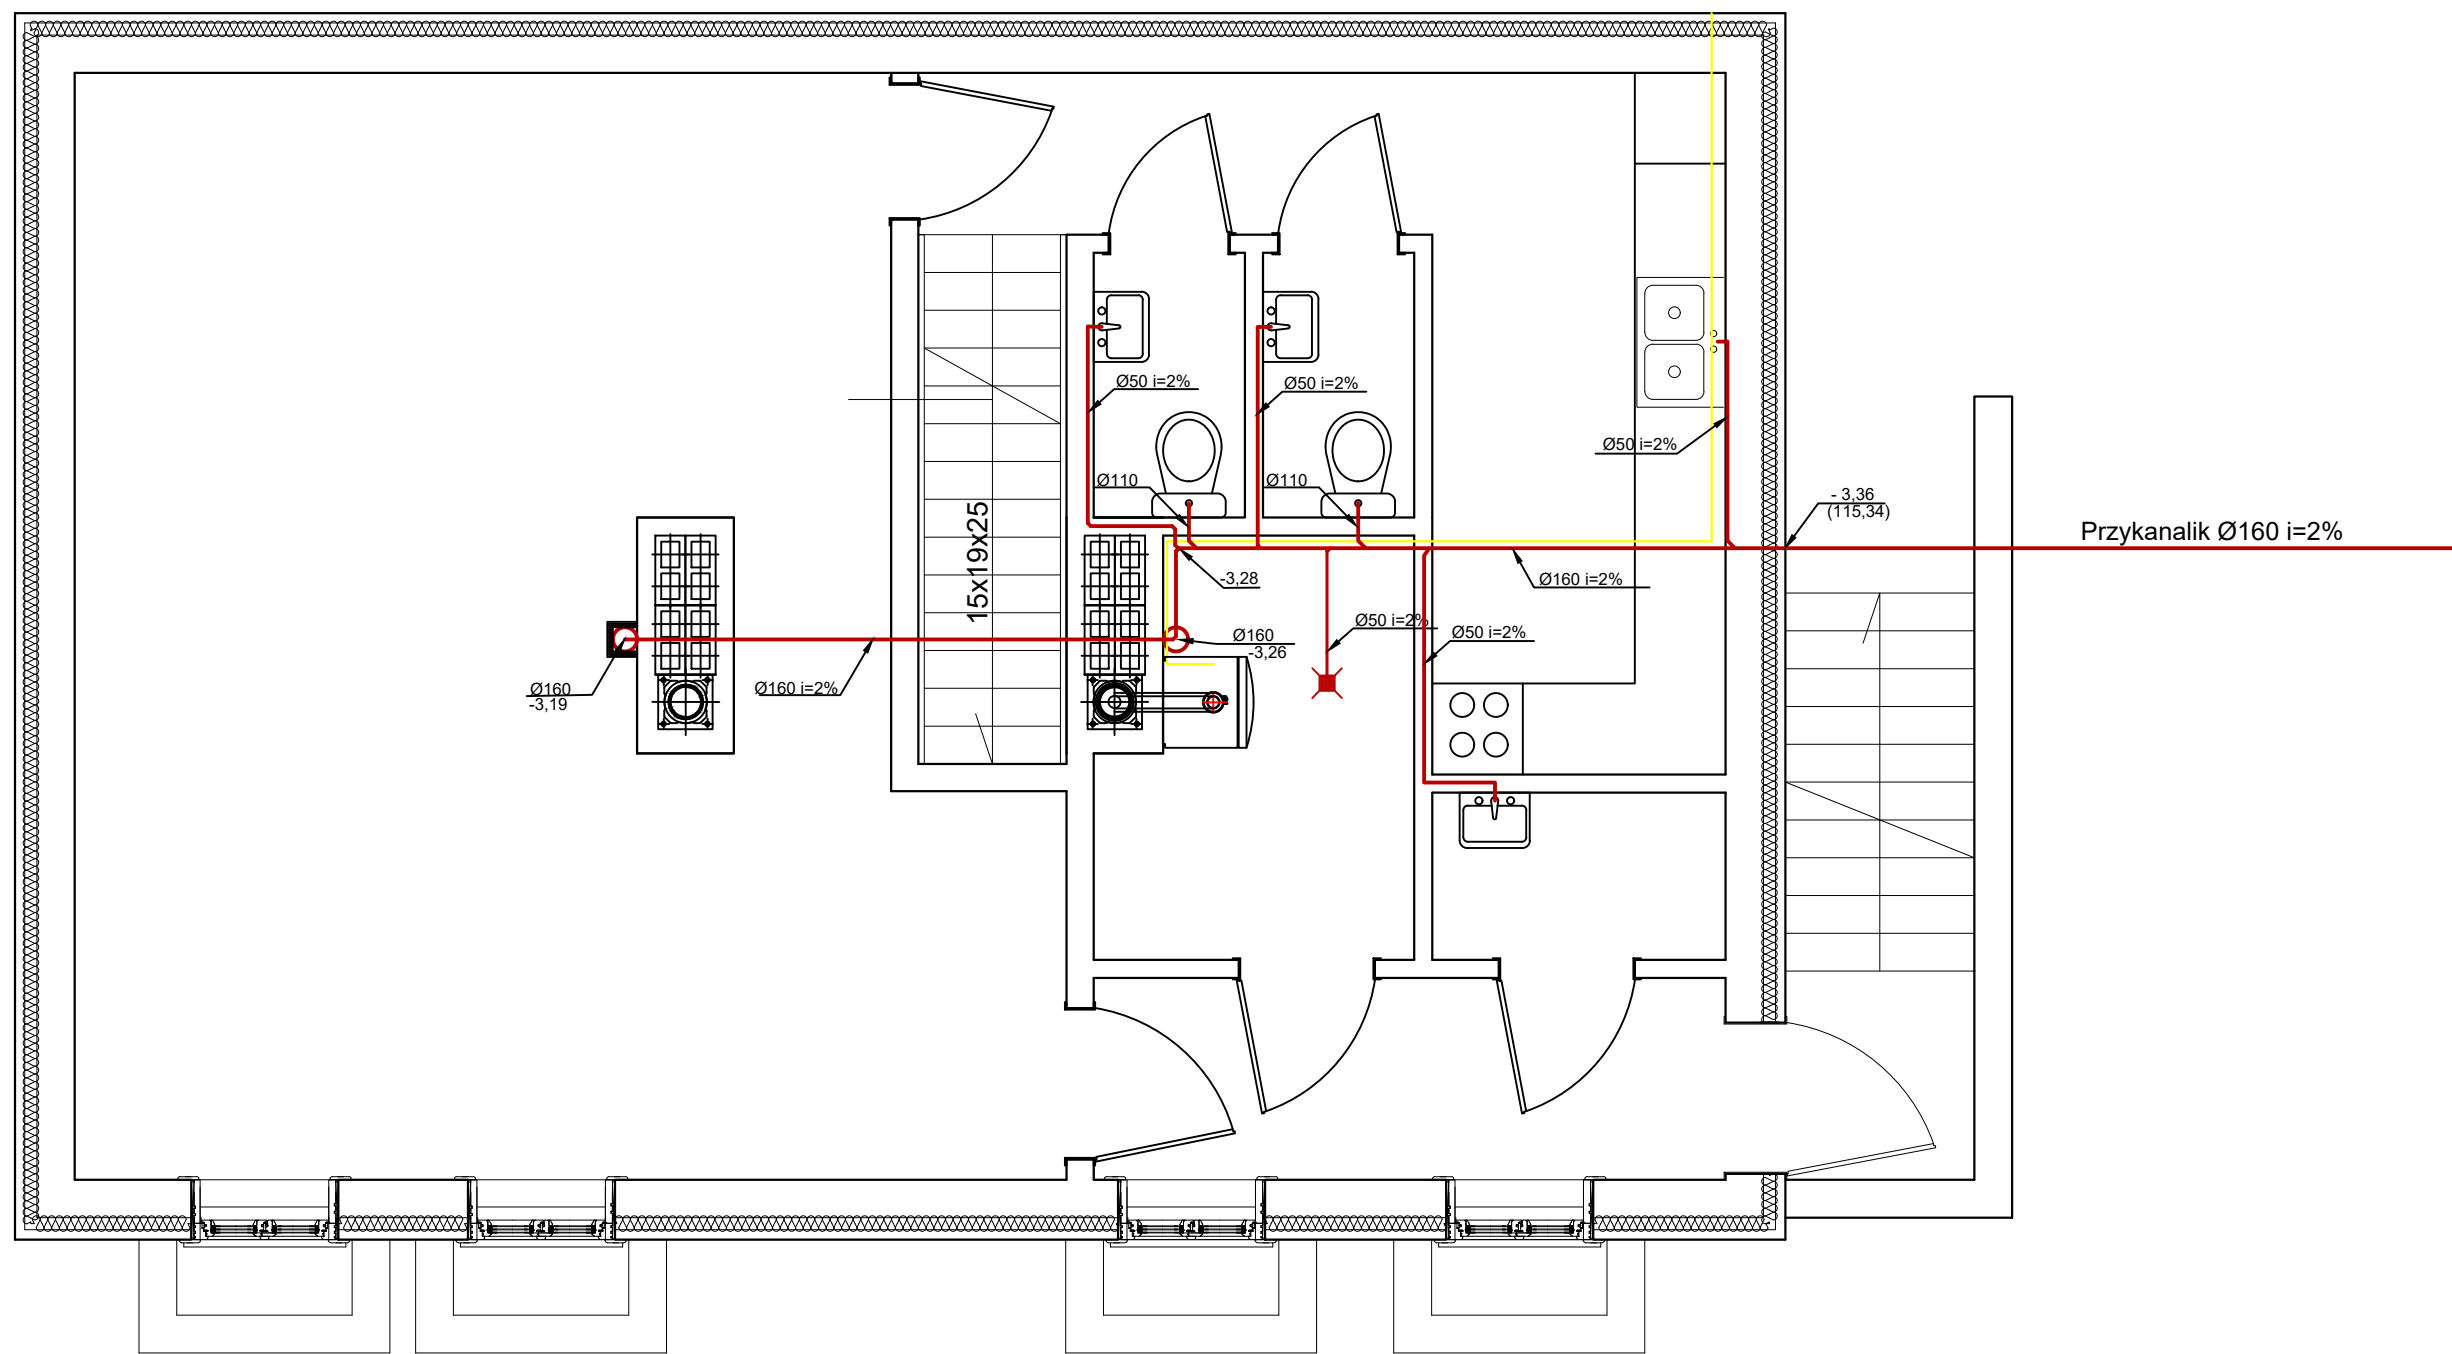 Ø50 i=2%
Ø50 i=2%
Ø50 i=2%
Ø110
Ø110
- 3,36
(115,34)
Przykanalik Ø160 i=2%
15x19x25
-3,28
Ø160 i=2%
Ø50 i=2%
Ø50 i=2%
Ø160
-3,26
Ø160
-3,19
Ø160 i=2%